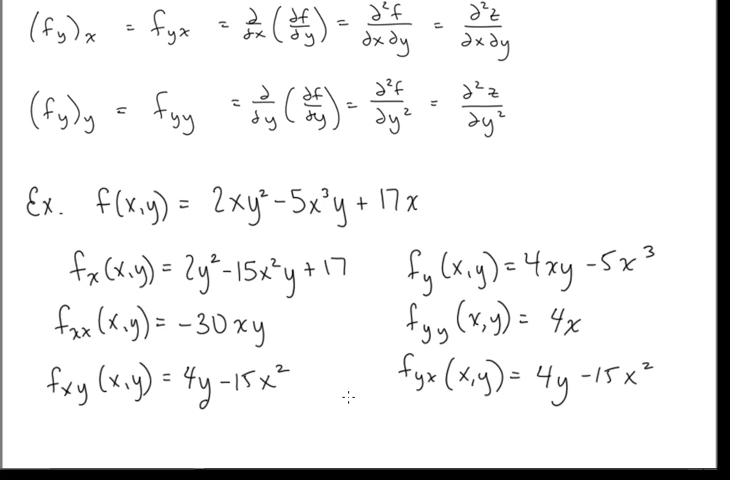 (f_y)_x = f_yx = ∂/∂x (∂f/∂y) = ∂²f/∂x∂y = ∂²z/∂x∂y
(f_y)_y = f_yy = ∂/∂y (∂f/∂y) = ∂²f/∂y² = ∂²z/∂y²
Ex. f(x,y) = 2xy² - 5x³y + 17x
f_x(x,y) = 2y² - 15x²y + 17 f_y(x,y) = 4xy - 5x³
f_xx(x,y) = -30xy f_yy(x,y) = 4x
f_xy(x,y) = 4y - 15x² f_yx(x,y) = 4y - 15x²